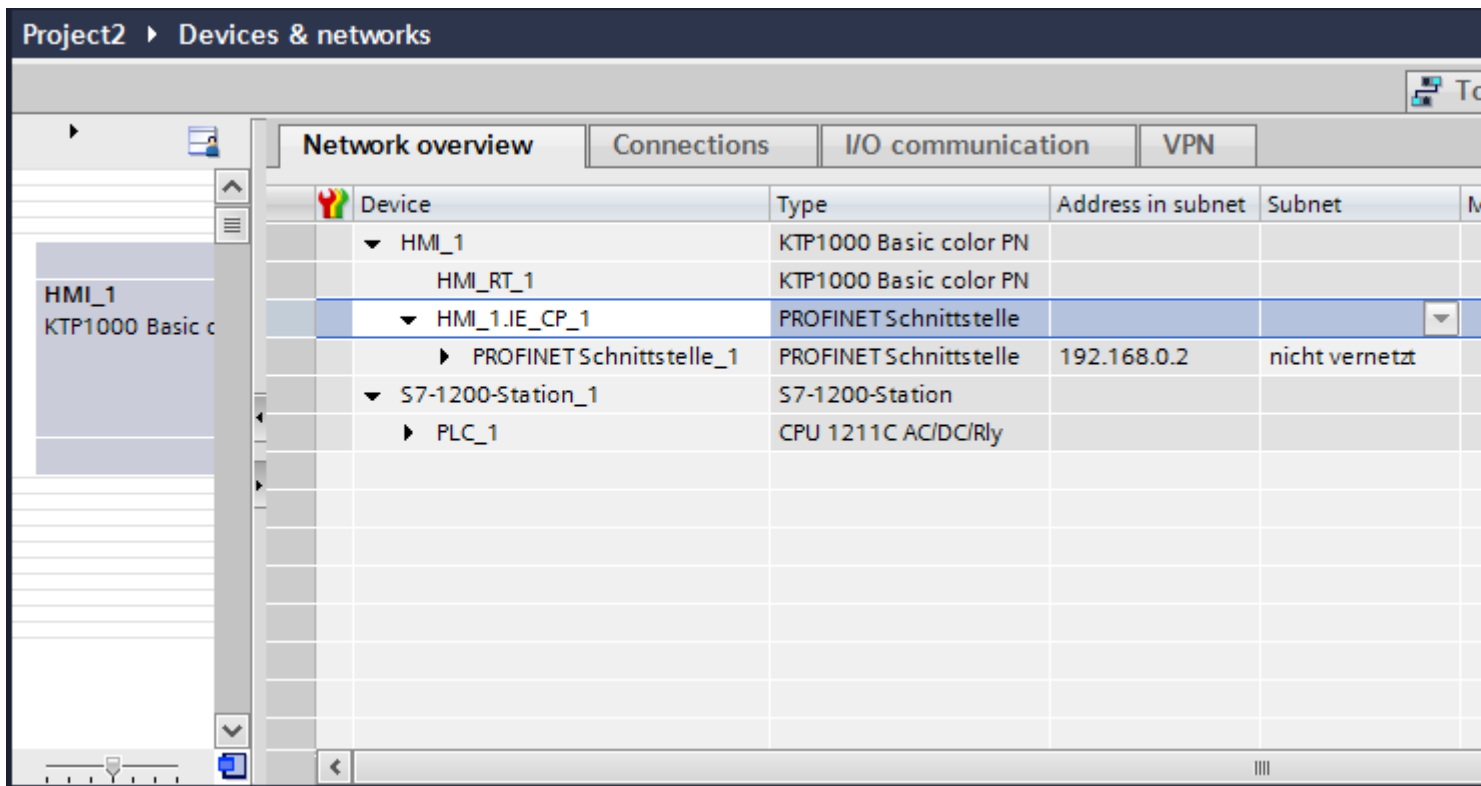 Project2 ▸ Devices & networks
Network overview Connections I/O communication VPN
Device Type Address in subnet Subnet
HMI_1 KTP1000 Basic color PN
HMI_RT_1 KTP1000 Basic color PN
HMI_1.IE_CP_1 PROFINET Schnittstelle
PROFINET Schnittstelle_1 PROFINET Schnittstelle 192.168.0.2 nicht vernetzt
S7-1200-Station_1 S7-1200-Station
PLC_1 CPU 1211C AC/DC/Rly
HMI_1
KTP1000 Basic